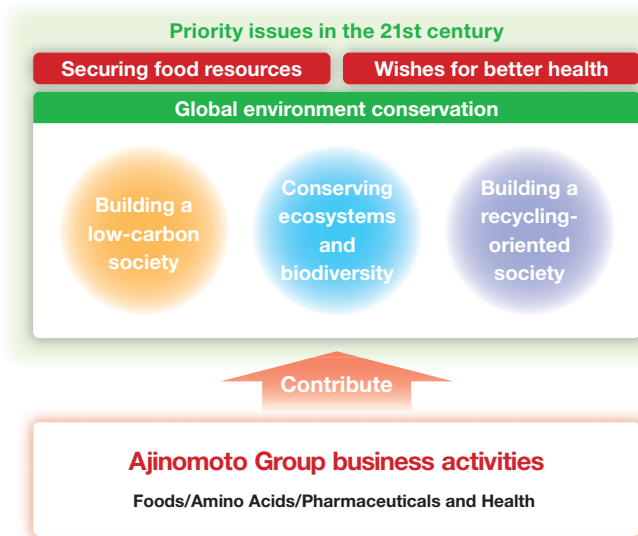 Priority issues in the 21st century
Securing food resources
Wishes for better health
Global environment conservation
Building a
low-carbon
society
Conserving
ecosystems
and
biodiversity
Building a
recycling-
oriented
society
Contribute
Ajinomoto Group business activities
Foods/Amino Acids/Pharmaceuticals and Health